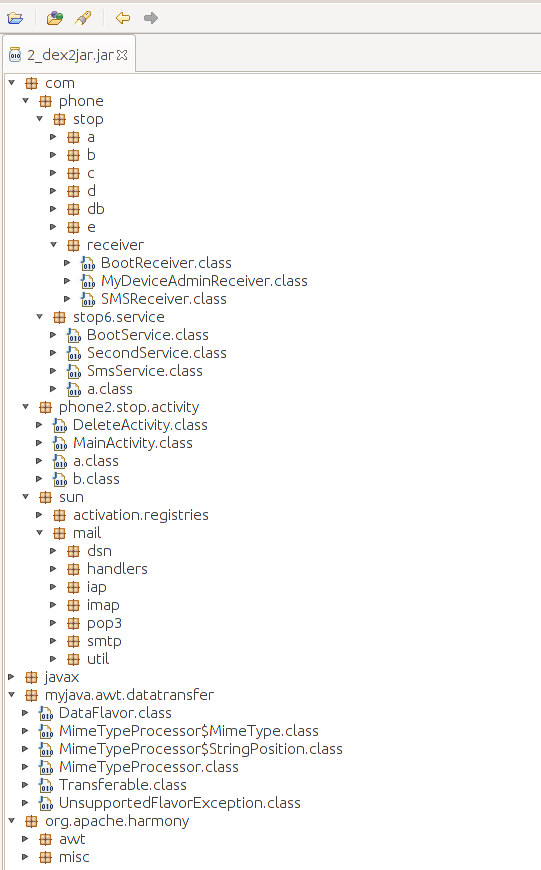 2_dex2jar.jar
com
phone
stop
a
b
c
d
db
e
receiver
BootReceiver.class
MyDeviceAdminReceiver.class
SMSReceiver.class
stop6.service
BootService.class
SecondService.class
SmsService.class
a.class
phone2.stop.activity
DeleteActivity.class
MainActivity.class
a.class
b.class
sun
activation.registries
mail
dsn
handlers
iap
imap
pop3
smtp
util
javax
myjava.awt.datatransfer
DataFlavor.class
MimeTypeProcessor$MimeType.class
MimeTypeProcessor$StringPosition.class
MimeTypeProcessor.class
Transferable.class
UnsupportedFlavorException.class
org.apache.harmony
awt
misc